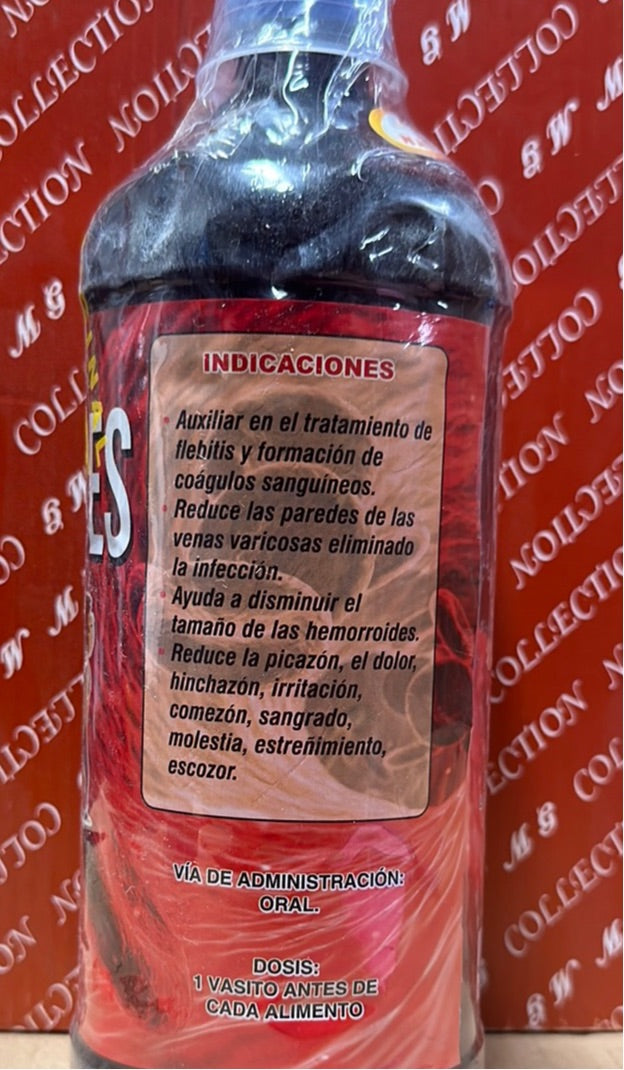 INDICACIONES
Auxiliar en el tratamiento de
flebitis y formación de
coágulos sanguíneos.
Reduce las paredes de las
venas varicosas eliminado
la infección.
Ayuda a disminuir el
tamaño de las hemorroides.
Reduce la picazón, el dolor,
hinchazón, irritación,
comezón, sangrado,
molestia, estreñimiento,
escozor.
VÍA DE ADMINISTRACIÓN:
ORAL.
DOSIS:
1 VASITO ANTES DE
CADA ALIMENTO
ES
M & W
COLLECTION